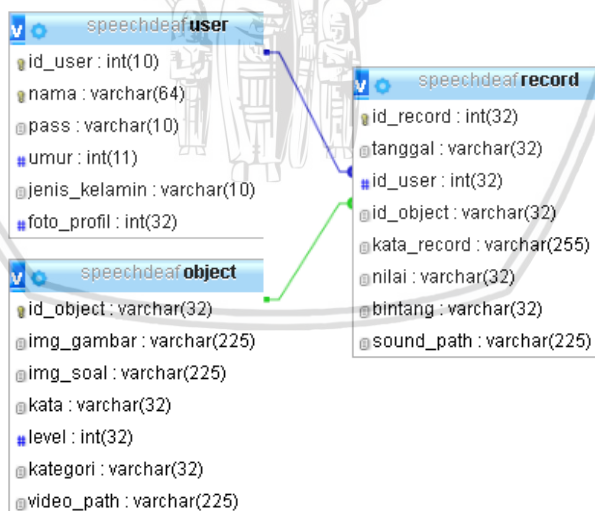 speechdeaf user
id_user : int(10)
nama : varchar(64)
pass : varchar(10)
umur : int(11)
jenis_kelamin : varchar(10)
foto_profil : int(32)
speechdeaf object
id_object : varchar(32)
img_gambar : varchar(225)
img_soal : varchar(225)
kata : varchar(32)
level : int(32)
kategori : varchar(32)
video_path : varchar(225)
speechdeaf record
id_record : int(32)
tanggal : varchar(32)
id_user : int(32)
id_object : varchar(32)
kata_record : varchar(255)
nilai : varchar(32)
bintang : varchar(32)
sound_path : varchar(225)